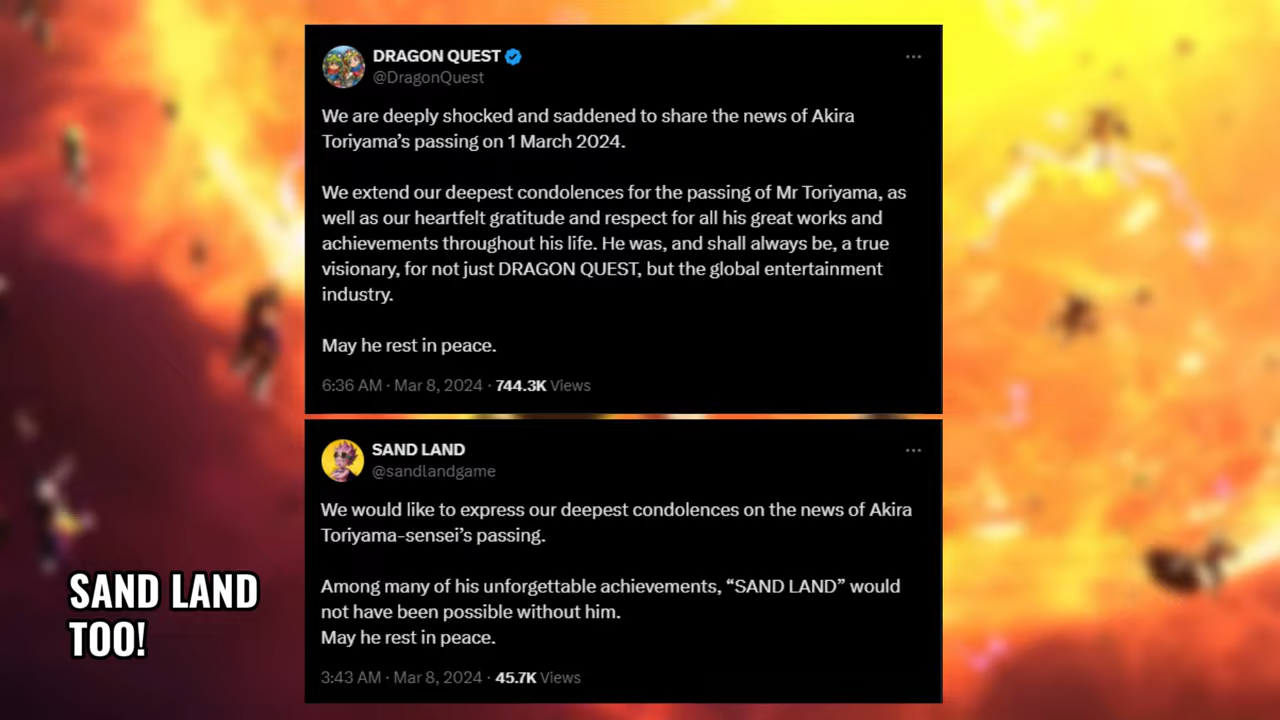 DRAGON QUEST
@DragonQuest
We are deeply shocked and saddened to share the news of Akira
Toriyama’s passing on 1 March 2024.
We extend our deepest condolences for the passing of Mr Toriyama, as
well as our heartfelt gratitude and respect for all his great works and
achievements throughout his life. He was, and shall always be, a true
visionary, for not just DRAGON QUEST, but the global entertainment
industry.
May he rest in peace.
6:36 AM · Mar 8, 2024 · 744.3K Views
SAND LAND
@sandlandgame
We would like to express our deepest condolences on the news of Akira
Toriyama-sensei’s passing.
Among many of his unforgettable achievements, “SAND LAND” would
not have been possible without him.
May he rest in peace.
3:43 AM · Mar 8, 2024 · 45.7K Views
SAND LAND
TOO!